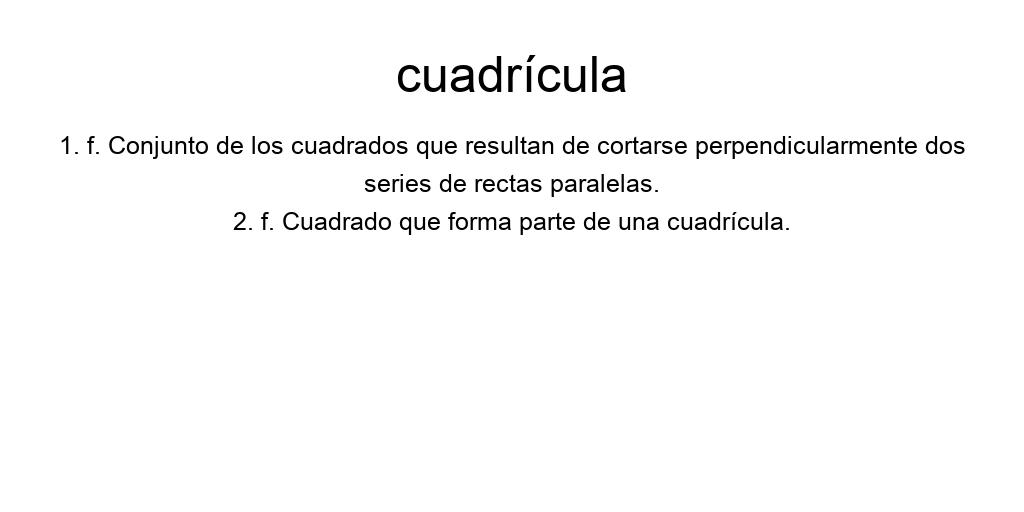 cuadrícula
1. f. Conjunto de los cuadrados que resultan de cortarse perpendicularmente dos
series de rectas paralelas.
2. f. Cuadrado que forma parte de una cuadrícula.